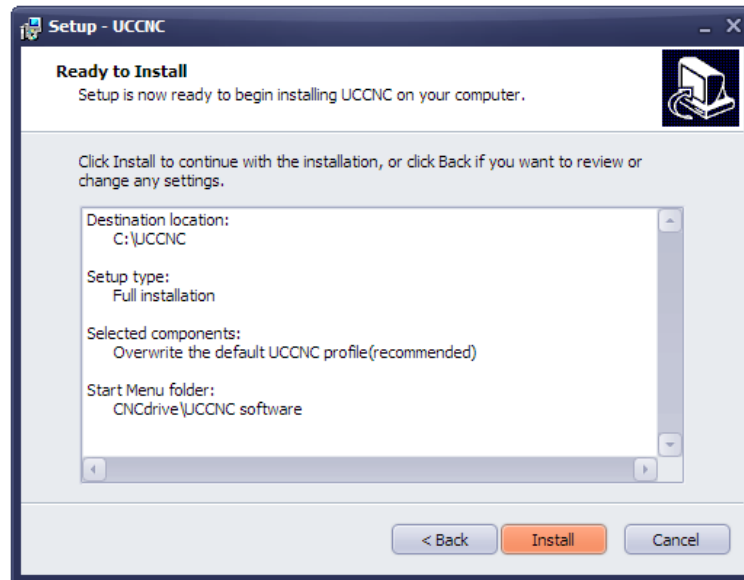 Setup - UCCNC
Ready to Install
Setup is now ready to begin installing UCCNC on your computer.
Click Install to continue with the installation, or click Back if you want to review or
change any settings.
Destination location:
C:\UCCNC
Setup type:
Full installation
Selected components:
Overwrite the default UCCNC profile(recommended)
Start Menu folder:
CNCdrive\UCCNC software
< Back
Install
Cancel